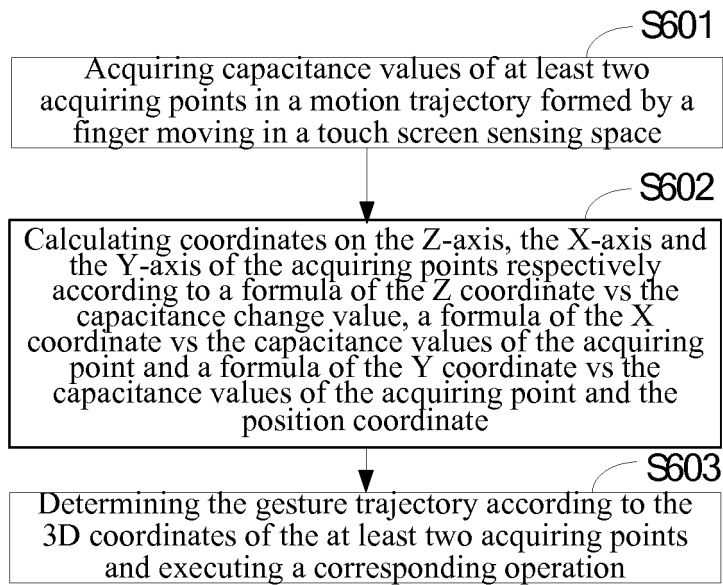 S601
Acquiring capacitance values of at least two
acquiring points in a motion trajectory formed by a
finger moving in a touch screen sensing space
S602
Calculating coordinates on the Z-axis, the X-axis and
the Y-axis of the acquiring points respectively
according to a formula of the Z coordinate vs the
capacitance change value, a formula of the X
coordinate vs the capacitance values of the acquiring
point and a formula of the Y coordinate vs the
capacitance values of the acquiring point and the
position coordinate
S603
Determining the gesture trajectory according to the
3D coordinates of the at least two acquiring points
and executing a corresponding operation